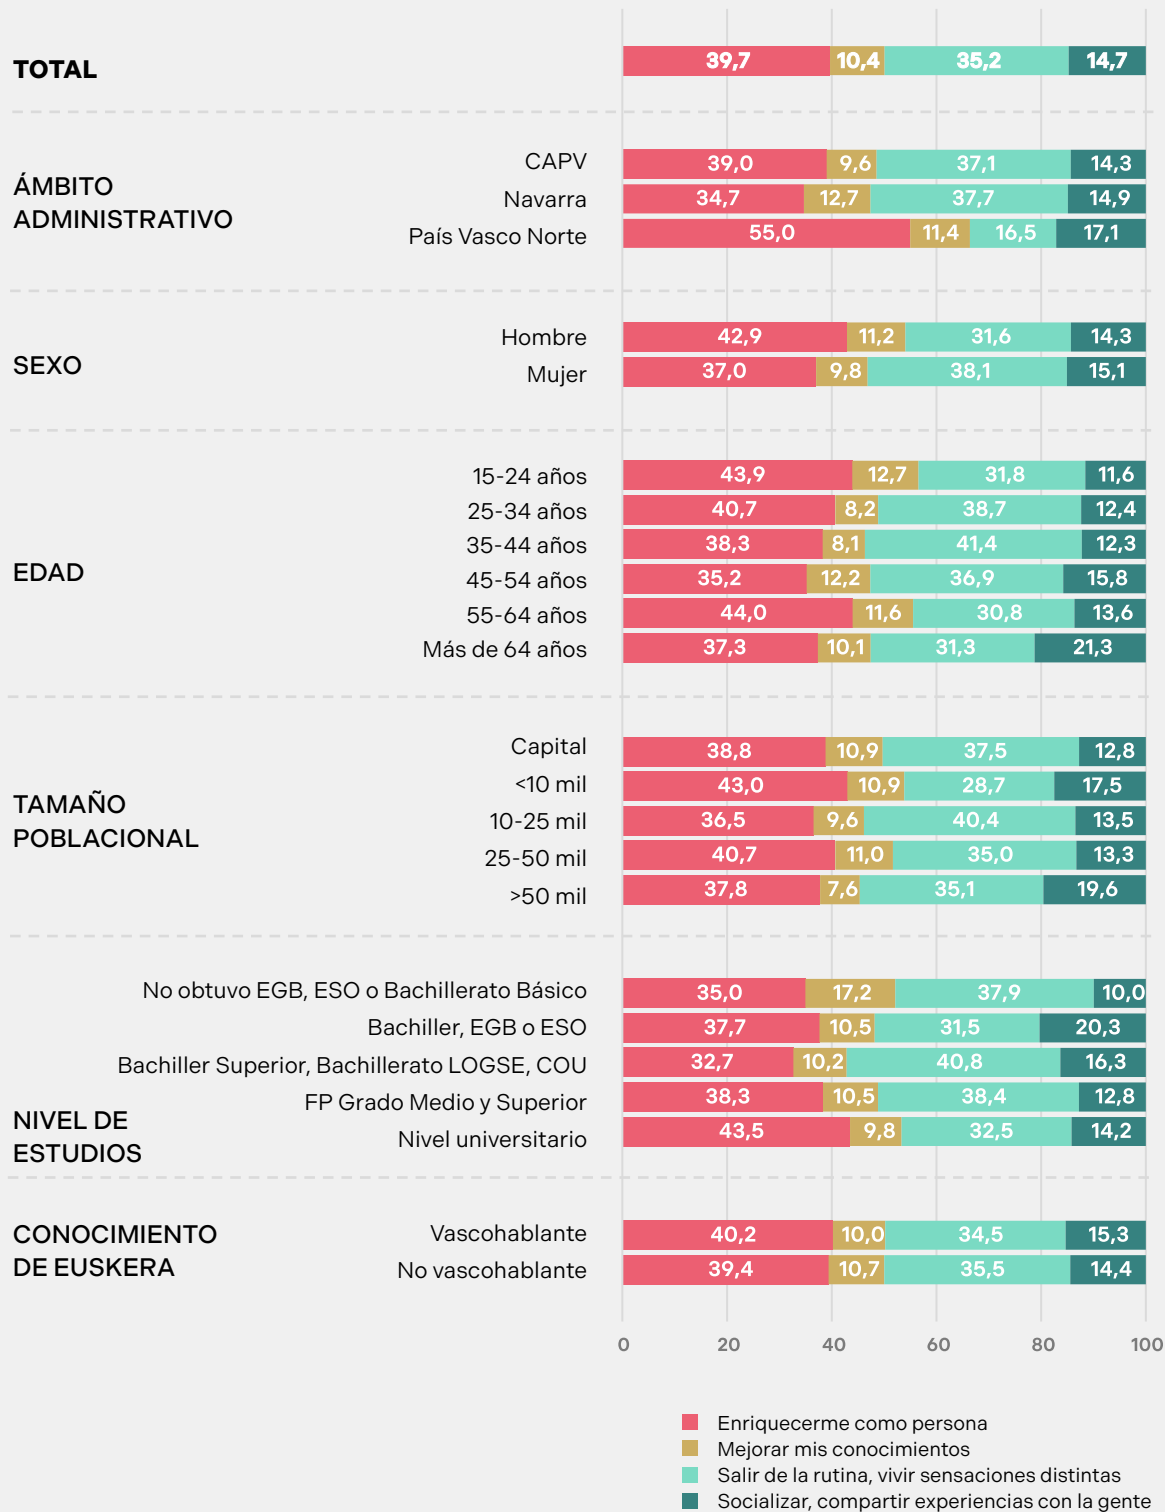 TOTAL
39,7 10,4 35,2 14,7
ÁMBITO
ADMINISTRATIVO
CAPV 39,0 9,6 37,1 14,3
Navarra 34,7 12,7 37,7 14,9
País Vasco Norte 55,0 11,4 16,5 17,1
SEXO
Hombre 42,9 11,2 31,6 14,3
Mujer 37,0 9,8 38,1 15,1
EDAD
15-24 años 43,9 12,7 31,8 11,6
25-34 años 40,7 8,2 38,7 12,4
35-44 años 38,3 8,1 41,4 12,3
45-54 años 35,2 12,2 36,9 15,8
55-64 años 44,0 11,6 30,8 13,6
Más de 64 años 37,3 10,1 31,3 21,3
TAMAÑO
POBLACIONAL
Capital 38,8 10,9 37,5 12,8
<10 mil 43,0 10,9 28,7 17,5
10-25 mil 36,5 9,6 40,4 13,5
25-50 mil 40,7 11,0 35,0 13,3
>50 mil 37,8 7,6 35,1 19,6
NIVEL DE
ESTUDIOS
No obtuvo EGB, ESO o Bachillerato Básico 35,0 17,2 37,9 10,0
Bachiller, EGB o ESO 37,7 10,5 31,5 20,3
Bachiller Superior, Bachillerato LOGSE, COU 32,7 10,2 40,8 16,3
FP Grado Medio y Superior 38,3 10,5 38,4 12,8
Nivel universitario 43,5 9,8 32,5 14,2
CONOCIMIENTO
DE EUSKERA
Vascohablante 40,2 10,0 34,5 15,3
No vascohablante 39,4 10,7 35,5 14,4
0 20 40 60 80 100
Enriquecerme como persona
Mejorar mis conocimientos
Salir de la rutina, vivir sensaciones distintas
Socializar, compartir experiencias con la gente